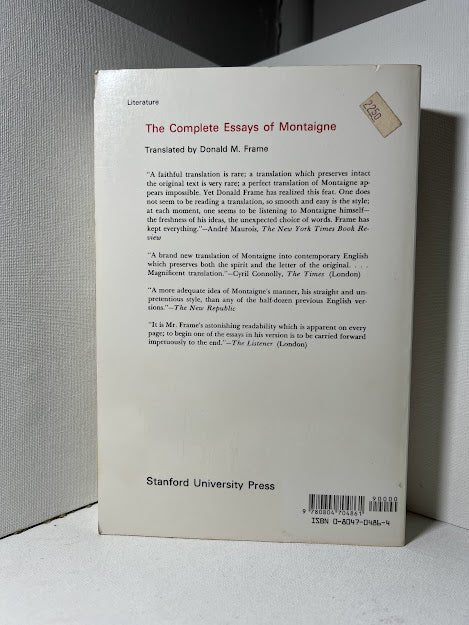 Literature
2250
The Complete Essays of Montaigne
Translated by Donald M. Frame
"A faithful translation is rare; a translation which preserves intact
the original text is very rare; a perfect translation of Montaigne ap-
pears impossible. Yet Donald Frame has realized this feat. One does
not seem to be reading a translation, so smooth and easy is the style;
at each moment, one seems to be listening to Montaigne himself—
the freshness of his ideas, the unexpected choice of words. Frame has
kept everything."—André Maurois, The New York Times Book Re-
view
"A brand new translation of Montaigne into contemporary English
which preserves both the spirit and the letter of the original. . . .
Magnificent translation."—Cyril Connolly, The Times (London)
"A more adequate idea of Montaigne's manner, his straight and un-
pretentious style, than any of the half-dozen previous English ver-
sions."—The New Republic
"It is Mr. Frame's astonishing readability which is apparent on every
page; to begin one of the essays in his version is to be carried forward
impetuously to the end."—The Listener (London)
Stanford University Press
90000
9 780804 704861
ISBN 0-8047-0486-4